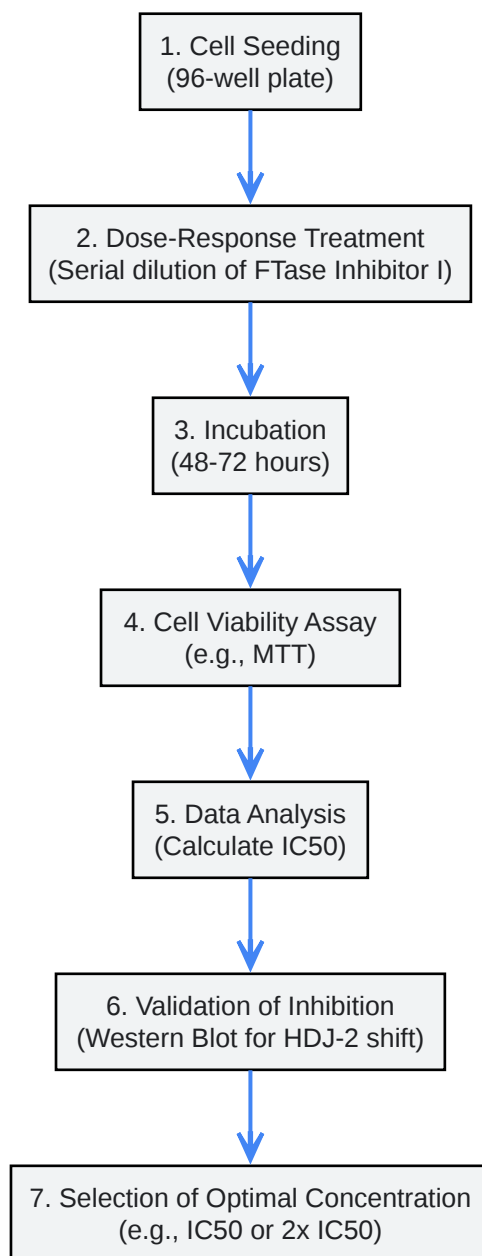 1. Cell Seeding
(96-well plate)
2. Dose-Response Treatment
(Serial dilution of FTase Inhibitor I)
3. Incubation
(48-72 hours)
4. Cell Viability Assay
(e.g., MTT)
5. Data Analysis
(Calculate IC50)
6. Validation of Inhibition
(Western Blot for HDJ-2 shift)
7. Selection of Optimal Concentration
(e.g., IC50 or 2x IC50)